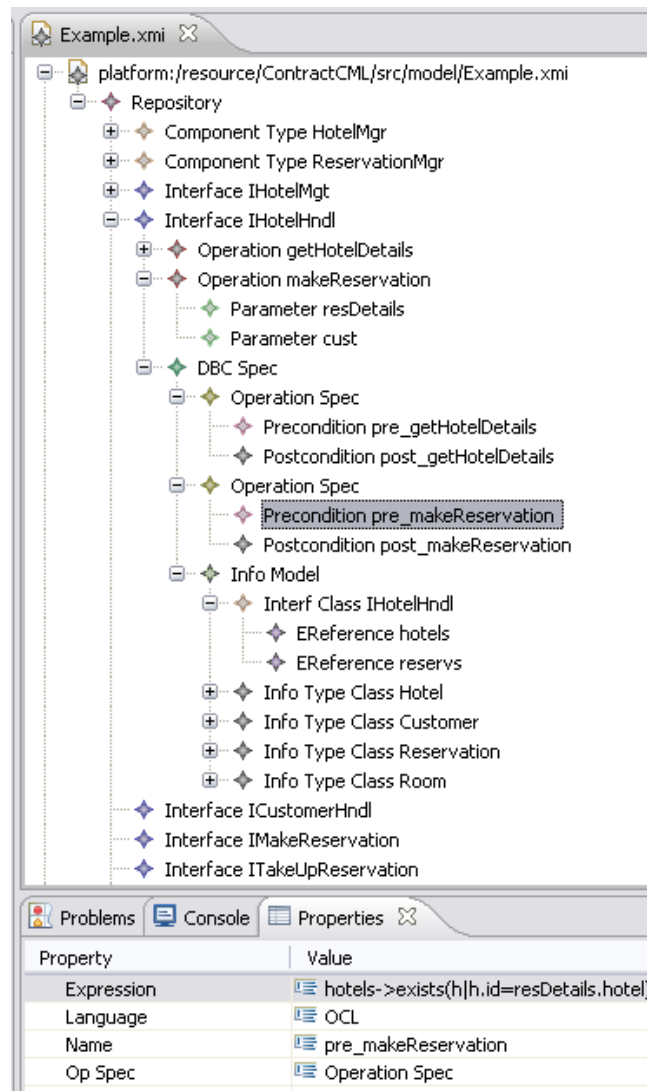 Example.xmi
platform:/resource/ContractCML/src/model/Example.xmi
Repository
Component Type HotelMgr
Component Type ReservationMgr
Interface IHotelMgt
Interface IHotelHndl
Operation getHotelDetails
Operation makeReservation
Parameter resDetails
Parameter cust
DBC Spec
Operation Spec
Precondition pre_getHotelDetails
Postcondition post_getHotelDetails
Operation Spec
Precondition pre_makeReservation
Postcondition post_makeReservation
Info Model
Interf Class IHotelHndl
EReference hotels
EReference reservs
Info Type Class Hotel
Info Type Class Customer
Info Type Class Reservation
Info Type Class Room
Interface ICustomerHndl
Interface IMakeReservation
Interface ITakeUpReservation
Problems Console Properties
Property Value
Expression hotels->exists(h|h.id=resDetails.hotel)
Language OCL
Name pre_makeReservation
Op Spec Operation Spec